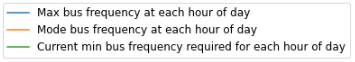 Max bus frequency at each hour of day
Mode bus frequency at each hour of day
Current min bus frequency required for each hour of day